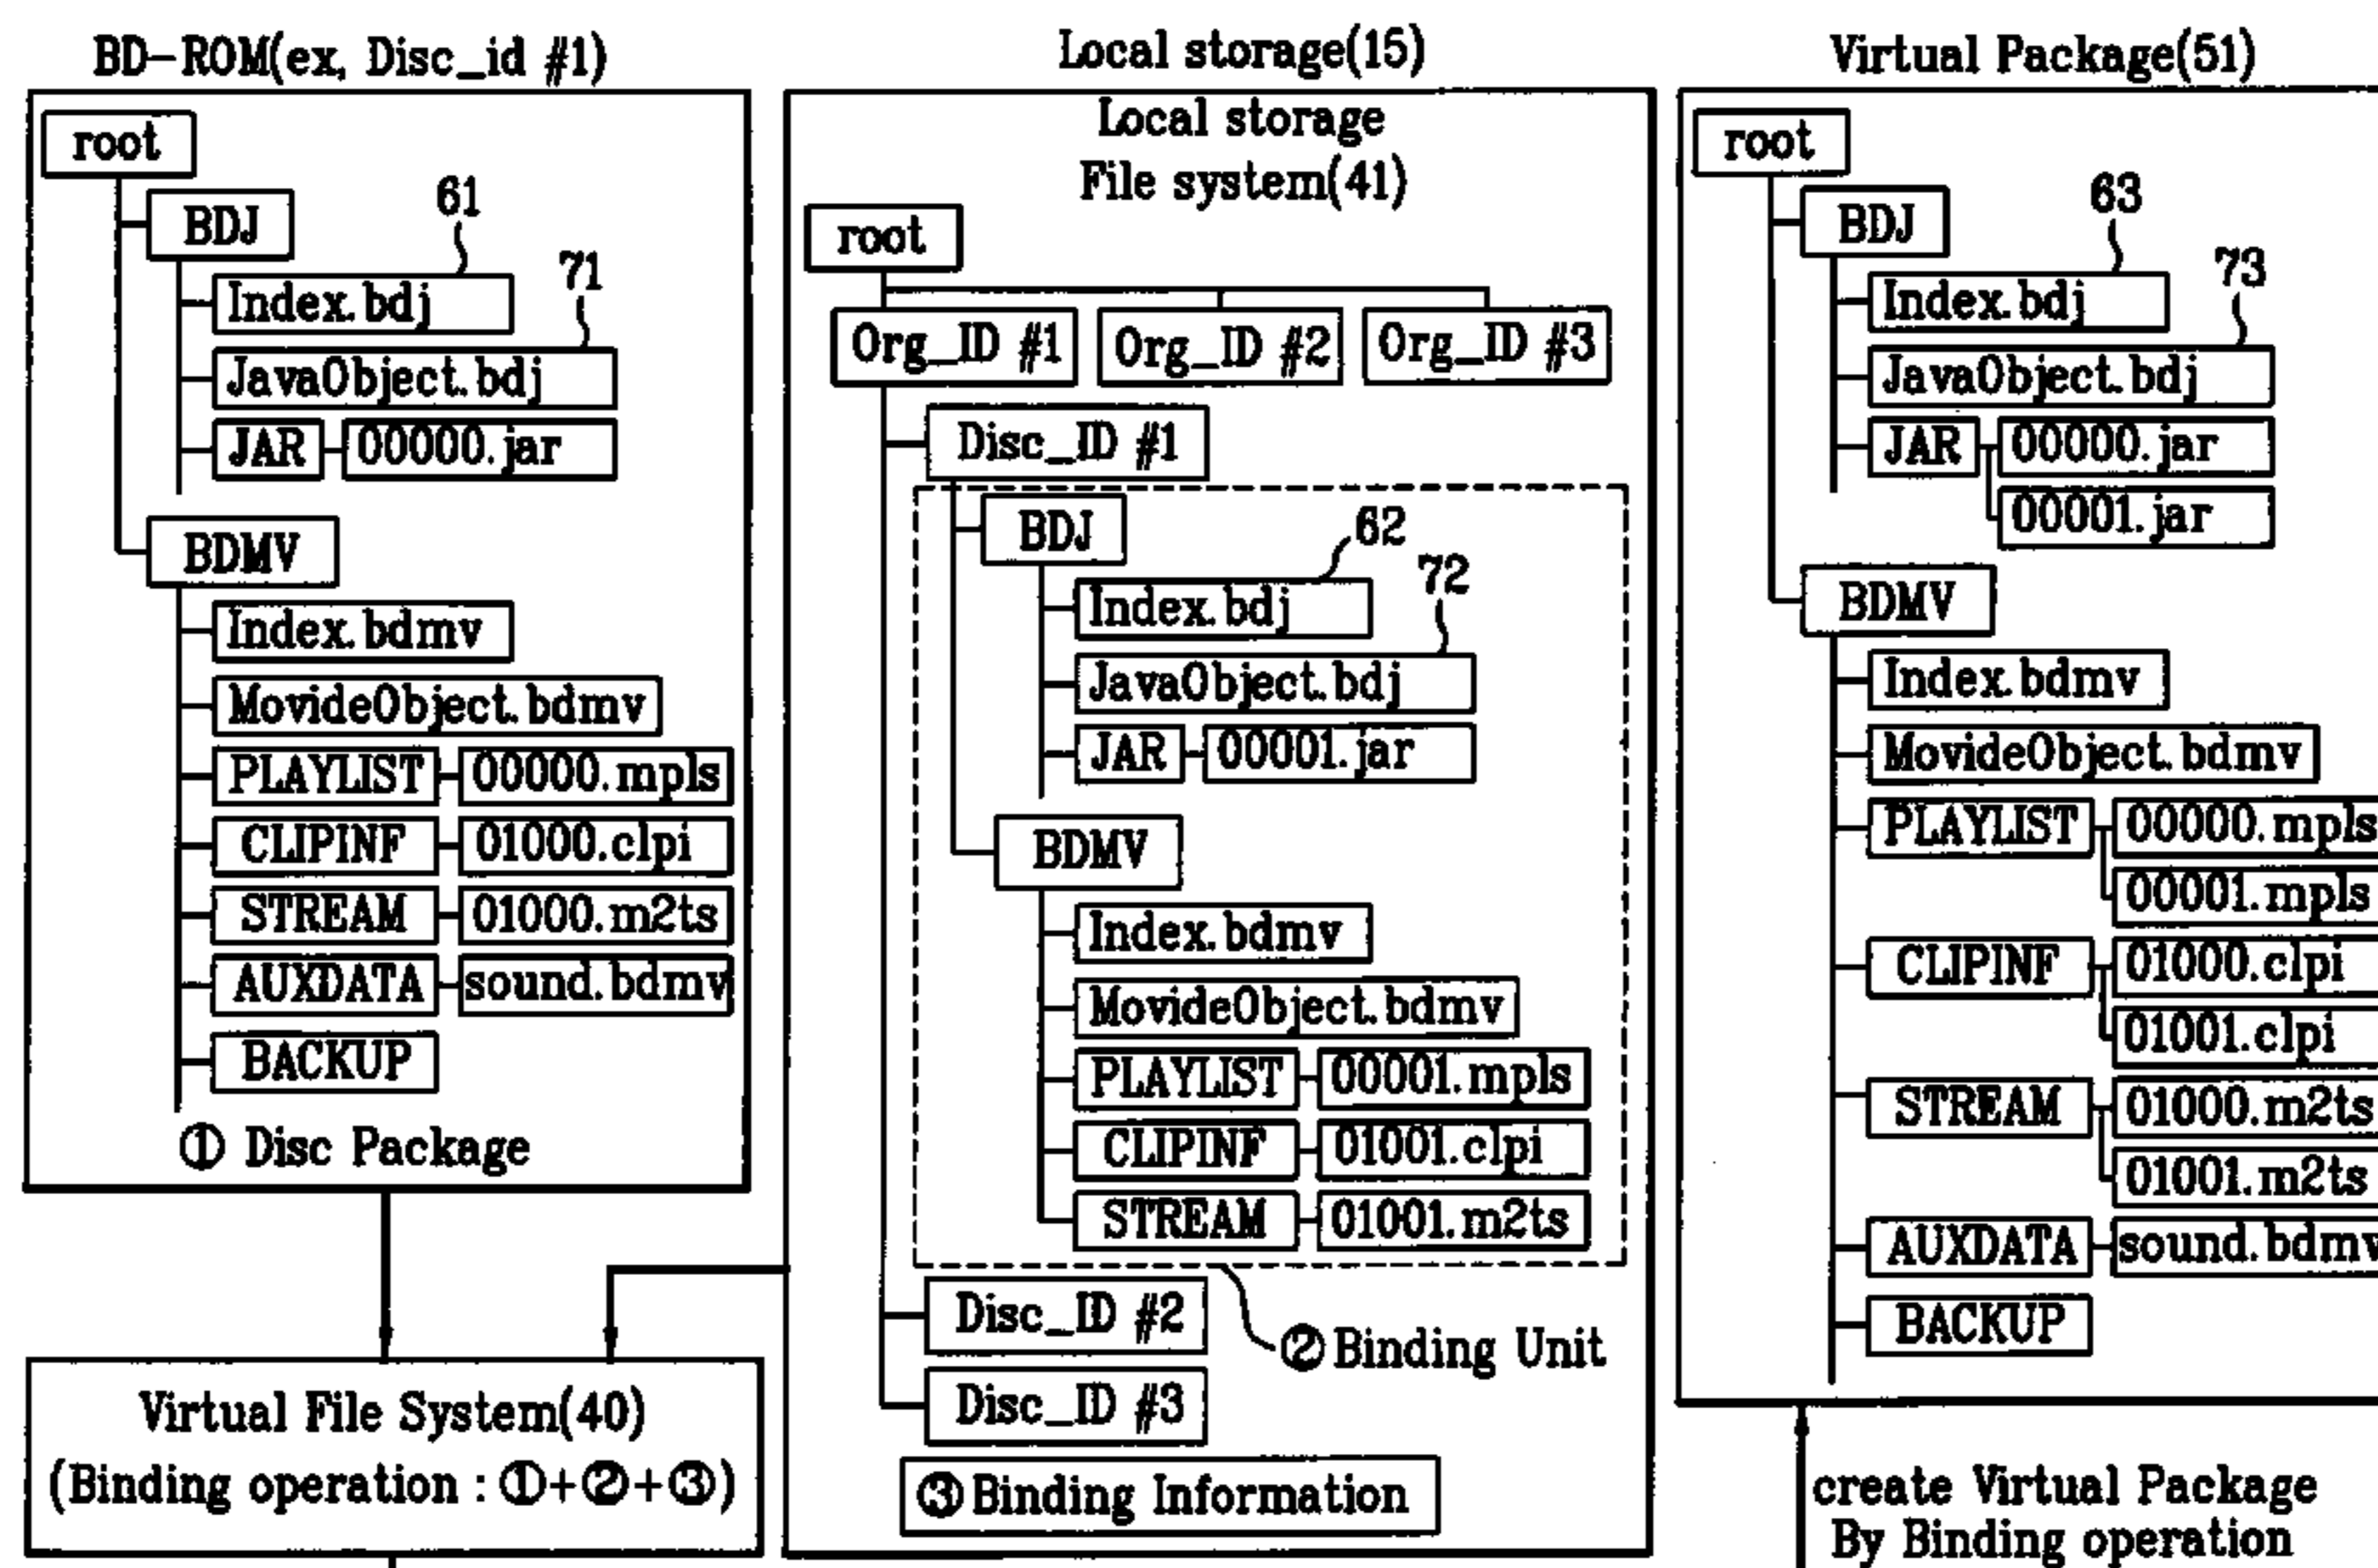 BD-ROM(ex, Disc_id #1)
root
BDJ
61
Index.bdj
71
JavaObject.bdj
JAR
00000.jar
BDMV
Index.bdmv
MovideObject.bdmv
PLAYLIST
00000.mpls
CLIPINF
01000.clpi
STREAM
01000.m2ts
AUXDATA
sound.bdmv
BACKUP
① Disc Package
Virtual File System(40)
(Binding operation : ①+②+③)
Local storage(15)
Local storage
File system(41)
root
Org_ID #1
Org_ID #2
Org_ID #3
Disc_ID #1
BDJ
62
Index.bdj
72
JavaObject.bdj
JAR
00001.jar
BDMV
Index.bdmv
MovideObject.bdmv
PLAYLIST
00001.mpls
CLIPINF
01001.clpi
STREAM
01001.m2ts
Disc_ID #2
② Binding Unit
Disc_ID #3
③ Binding Information
Virtual Package(51)
root
BDJ
63
Index.bdj
73
JavaObject.bdj
JAR
00000.jar
00001.jar
BDMV
Index.bdmv
MovideObject.bdmv
PLAYLIST
00000.mpls
00001.mpls
CLIPINF
01000.clpi
01001.clpi
STREAM
01000.m2ts
01001.m2ts
AUXDATA
sound.bdmv
BACKUP
create Virtual Package
By Binding operation